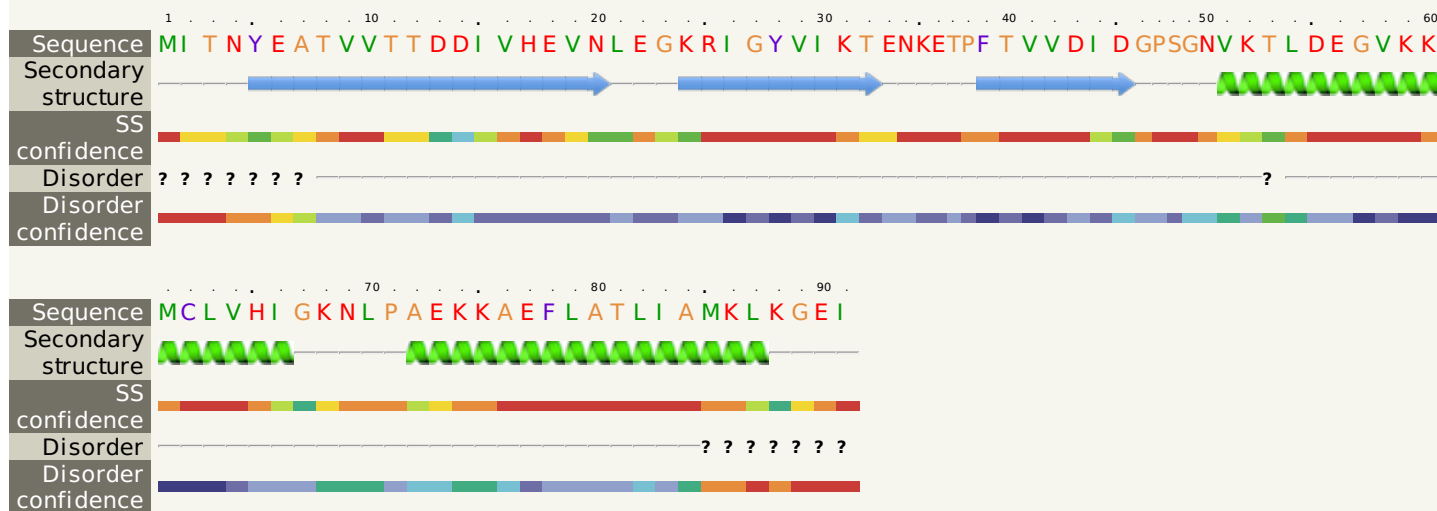 1 10 20 30 40 50 60
Sequence MITNYEATVVTTDDIVHEVNLEGKRIGYVIKTENKETPFTVVDIDGPSGNVKTLDEGVKK
Secondary
structure
SS
confidence
Disorder ? ? ? ? ? ? ? ?
Disorder
confidence
70 80 90
Sequence MCLVHIGKNLPAEKKAEFLATLIAMKLKGEI
Secondary
structure
SS
confidence
Disorder ? ? ? ? ? ? ?
Disorder
confidence